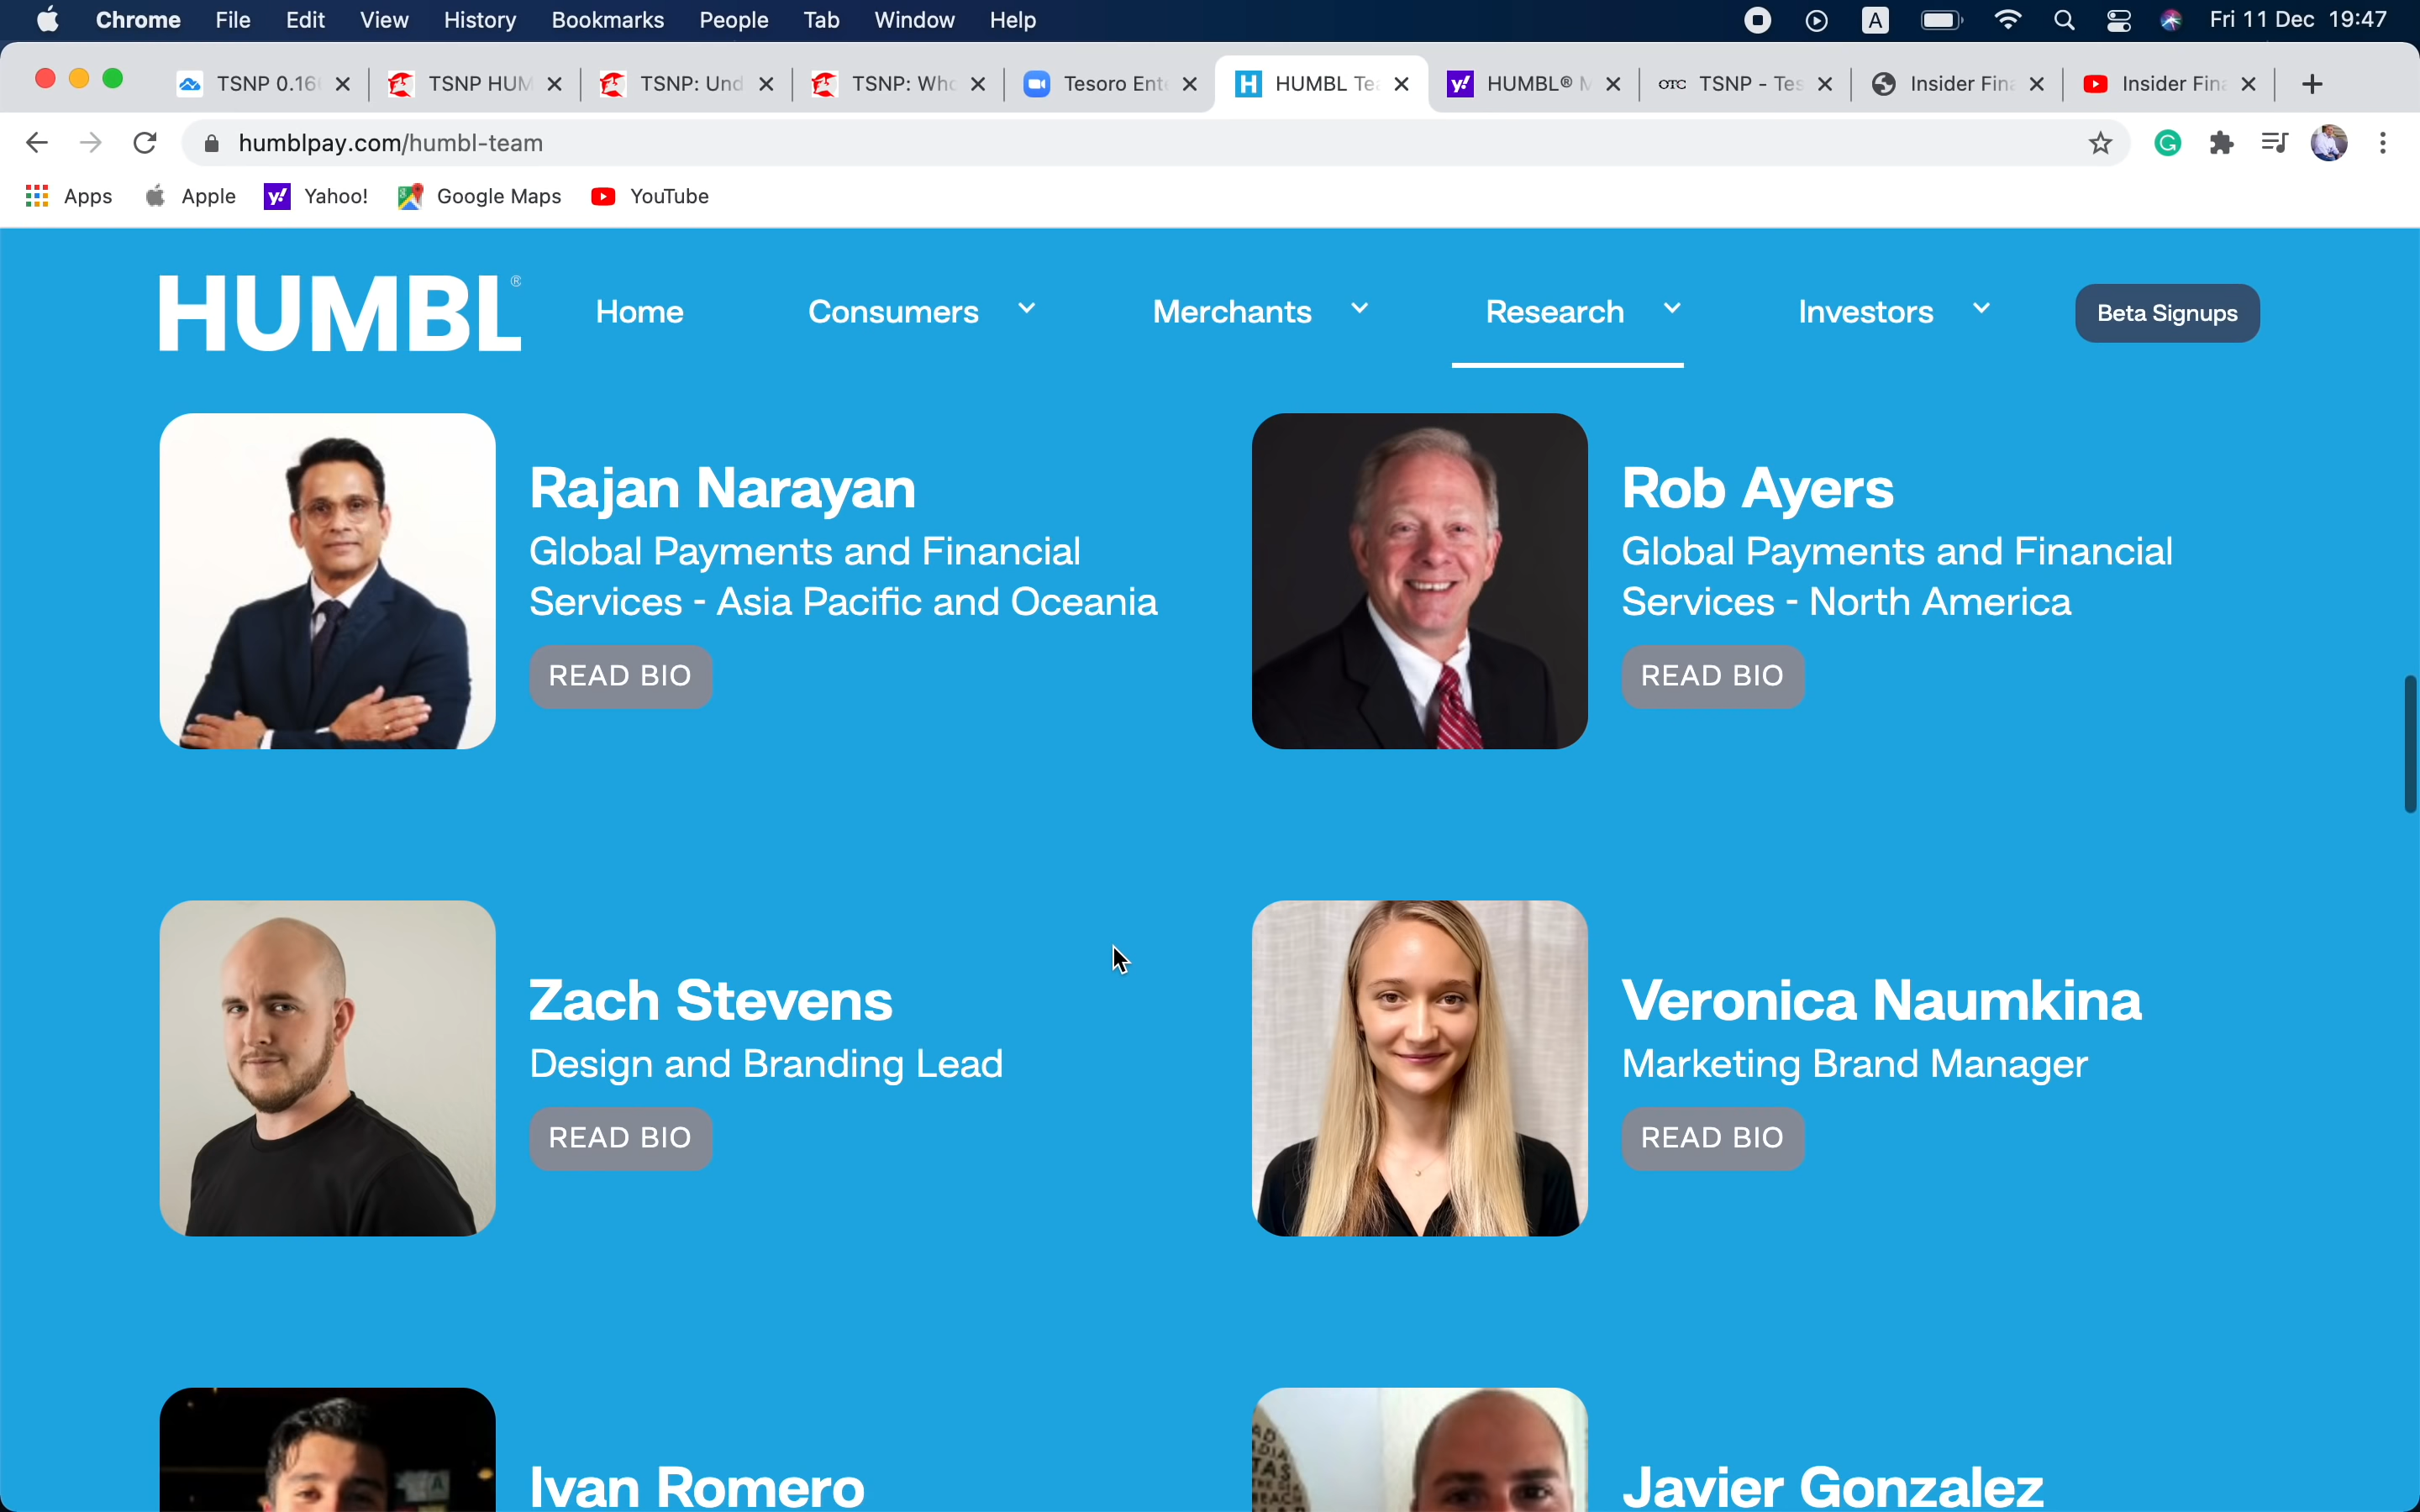 Chrome File Edit View History Bookmarks People Tab Window Help A Fri 11 Dec 19:47
TSNP 0.16 TSNP HUM TSNP: Und TSNP: Who Tesoro Ent HUMBL Te HUMBL® OTC TSNP - Tes Insider Fin Insider Fin
humblpay.com/humbl-team
Apps Apple Yahoo! Google Maps YouTube
HUMBL® Home Consumers Merchants Research Investors Beta Signups
Rajan Narayan
Global Payments and Financial
Services - Asia Pacific and Oceania
READ BIO
Rob Ayers
Global Payments and Financial
Services - North America
READ BIO
Zach Stevens
Design and Branding Lead
READ BIO
Veronica Naumkina
Marketing Brand Manager
READ BIO
Ivan Romero
Javier Gonzalez